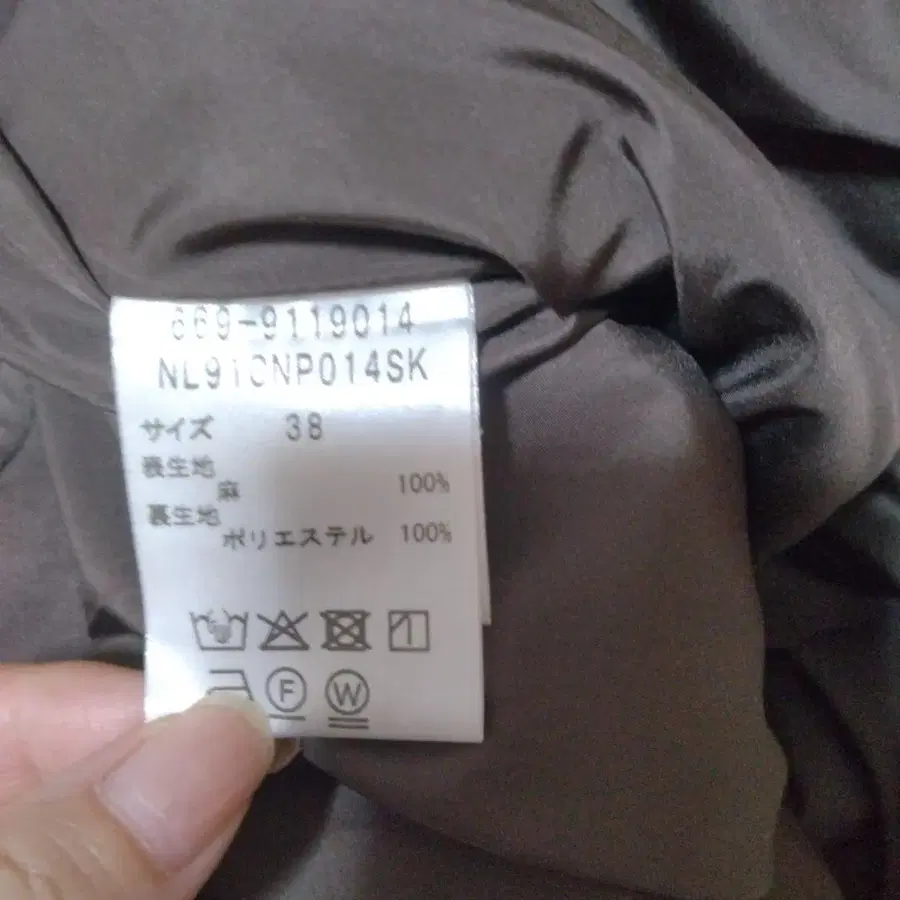 669-9119014
NL910NP014SK
サイズ 38
表生地
麻 100%
裏生地
ポリエステル 100%
F W